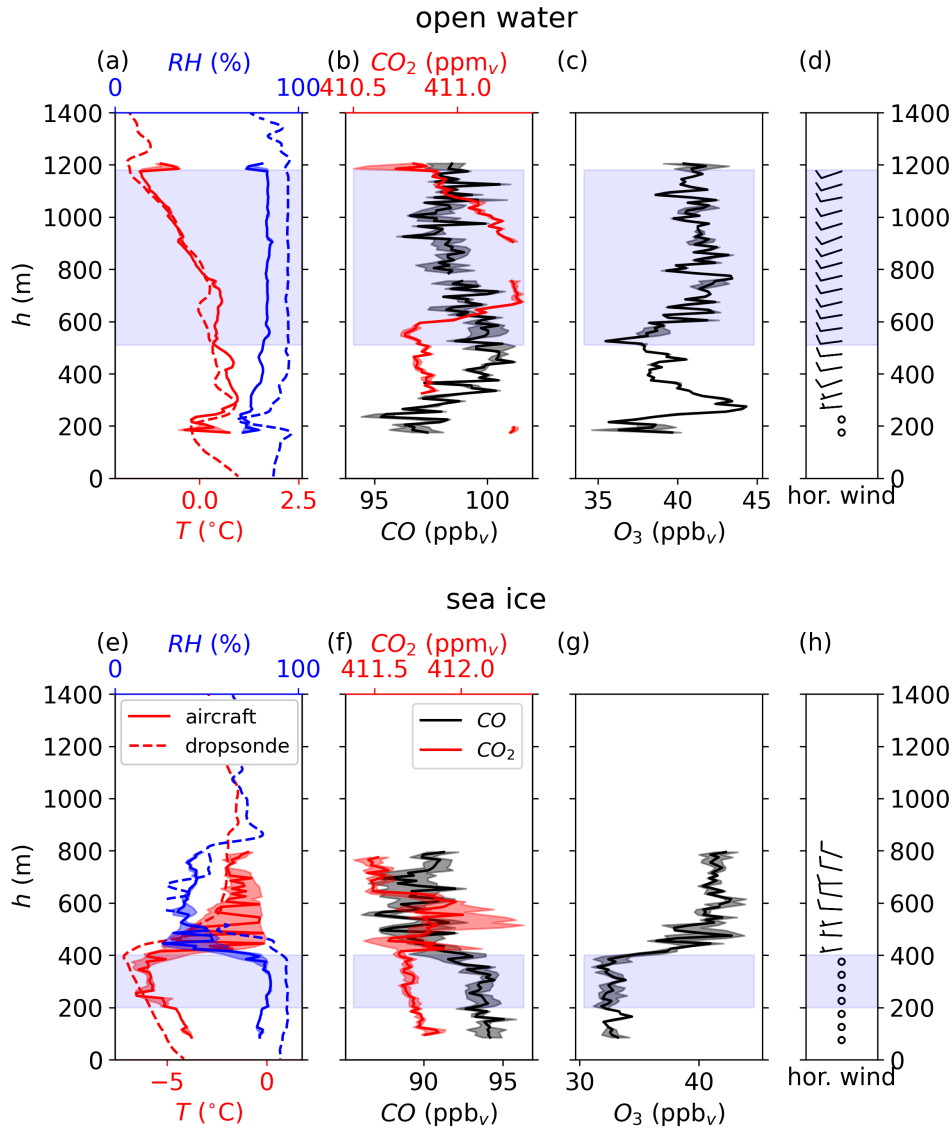 open water
(a) RH (%) (b) CO₂ (ppmᵥ) (c) (d)
0 100 410.5 411.0
1400 1400
1200 1200
1000 1000
800 800
600 600
400 400
200 200
0 0
h (m)
0.0 2.5 95 100 35 40 45 hor. wind
T (°C) CO (ppbᵥ) O₃ (ppbᵥ)
sea ice
(e) RH (%) (f) CO₂ (ppmᵥ) (g) (h)
0 100 411.5 412.0
1400 1400
aircraft CO
dropsonde CO₂
1200 1200
1000 1000
800 800
600 600
400 400
200 200
0 0
h (m)
−5 0 90 95 30 40 hor. wind
T (°C) CO (ppbᵥ) O₃ (ppbᵥ)